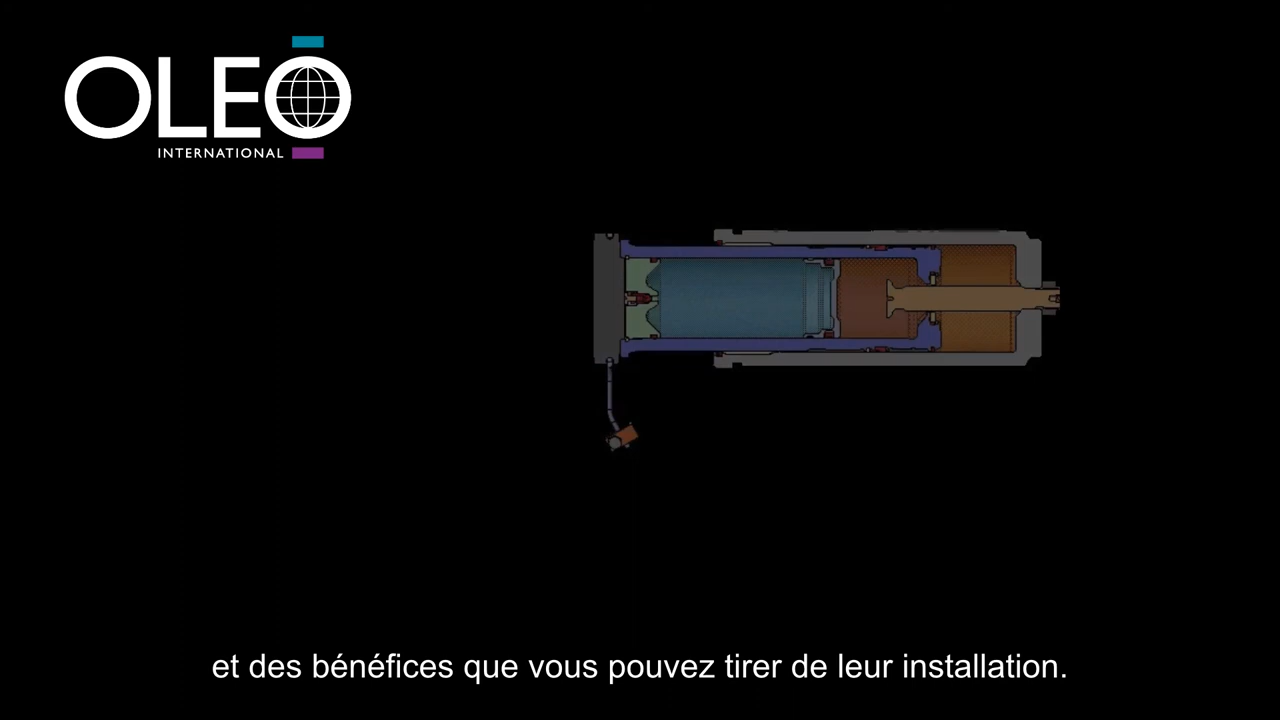 OLEO
INTERNATIONAL
et des bénéfices que vous pouvez tirer de leur installation.